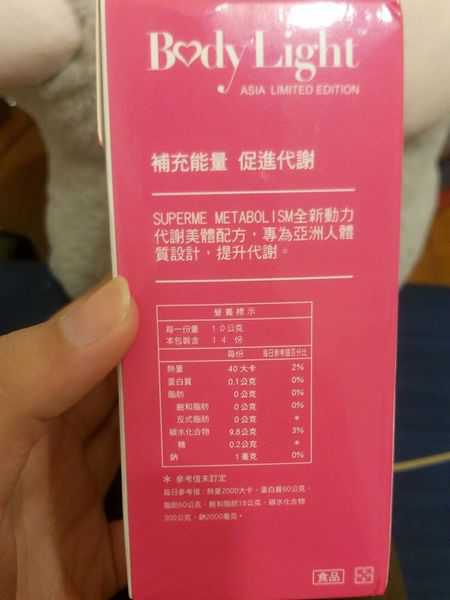 Body Light
ASIA LIMITED EDITION
補充能量 促進代謝
SUPERME METABOLISM全新動力
代謝美體配方，專為亞洲人體
質設計，提升代謝。
營養標示
每一份量 10公克
本包裝含 14 份
每份 每日參考值百分比
熱量 40 大卡 2%
蛋白質 0.1公克 0%
脂肪 0 公克 0%
飽和脂肪 0 公克 0%
反式脂肪 0 公克 *
碳水化合物 9.8公克 3%
糖 0.2公克 *
鈉 1 毫克 0%
* 參考值未訂定
每日參考值：熱量2000大卡、蛋白質60公克、
脂肪60公克、飽和脂肪18公克、碳水化合物
300公克、鈉2000毫克。
食品